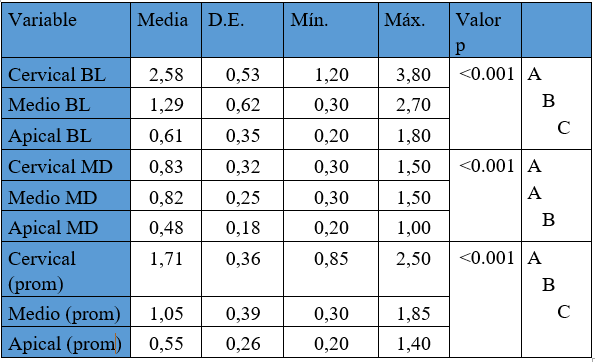 Variable Media D.E. Mín. Máx. Valor p
Cervical BL 2,58 0,53 1,20 3,80 <0.001 A
Medio BL 1,29 0,62 0,30 2,70 B
Apical BL 0,61 0,35 0,20 1,80 C
Cervical MD 0,83 0,32 0,30 1,50 <0.001 A
Medio MD 0,82 0,25 0,30 1,50 A
Apical MD 0,48 0,18 0,20 1,00 B
Cervical (prom) 1,71 0,36 0,85 2,50 <0.001 A
Medio (prom) 1,05 0,39 0,30 1,85 B
Apical (prom) 0,55 0,26 0,20 1,40 C